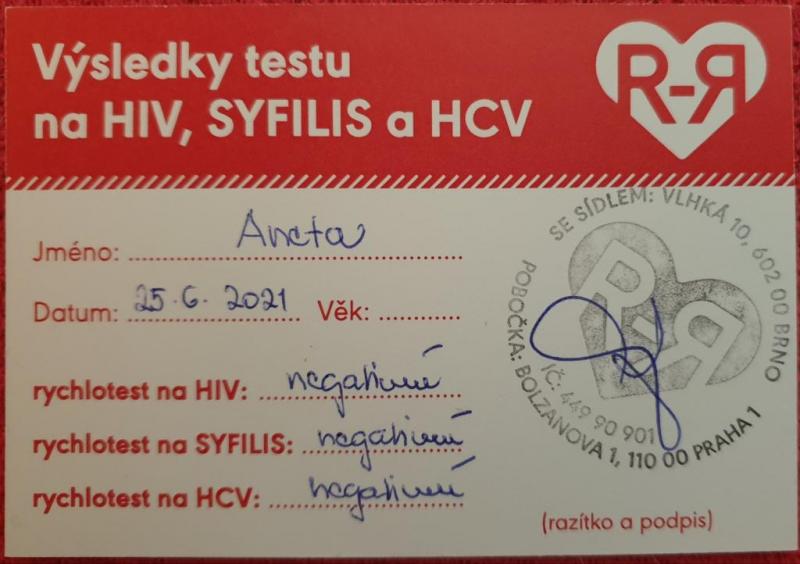 Výsledky testu
na HIV, SYFILIS a HCV
R-Я
Jméno: Aneta
Datum: 25.6. 2021 Věk:
rychlotest na HIV: negativní
rychlotest na SYFILIS: negativní
rychlotest na HCV: negativní
SE SÍDLEM: VLHKÁ 10, 602 00 BRNO
R-Я
IČ: 449 90 901
POBOČKA: BOLZANOVA 1, 110 00 PRAHA 1
(razítko a podpis)